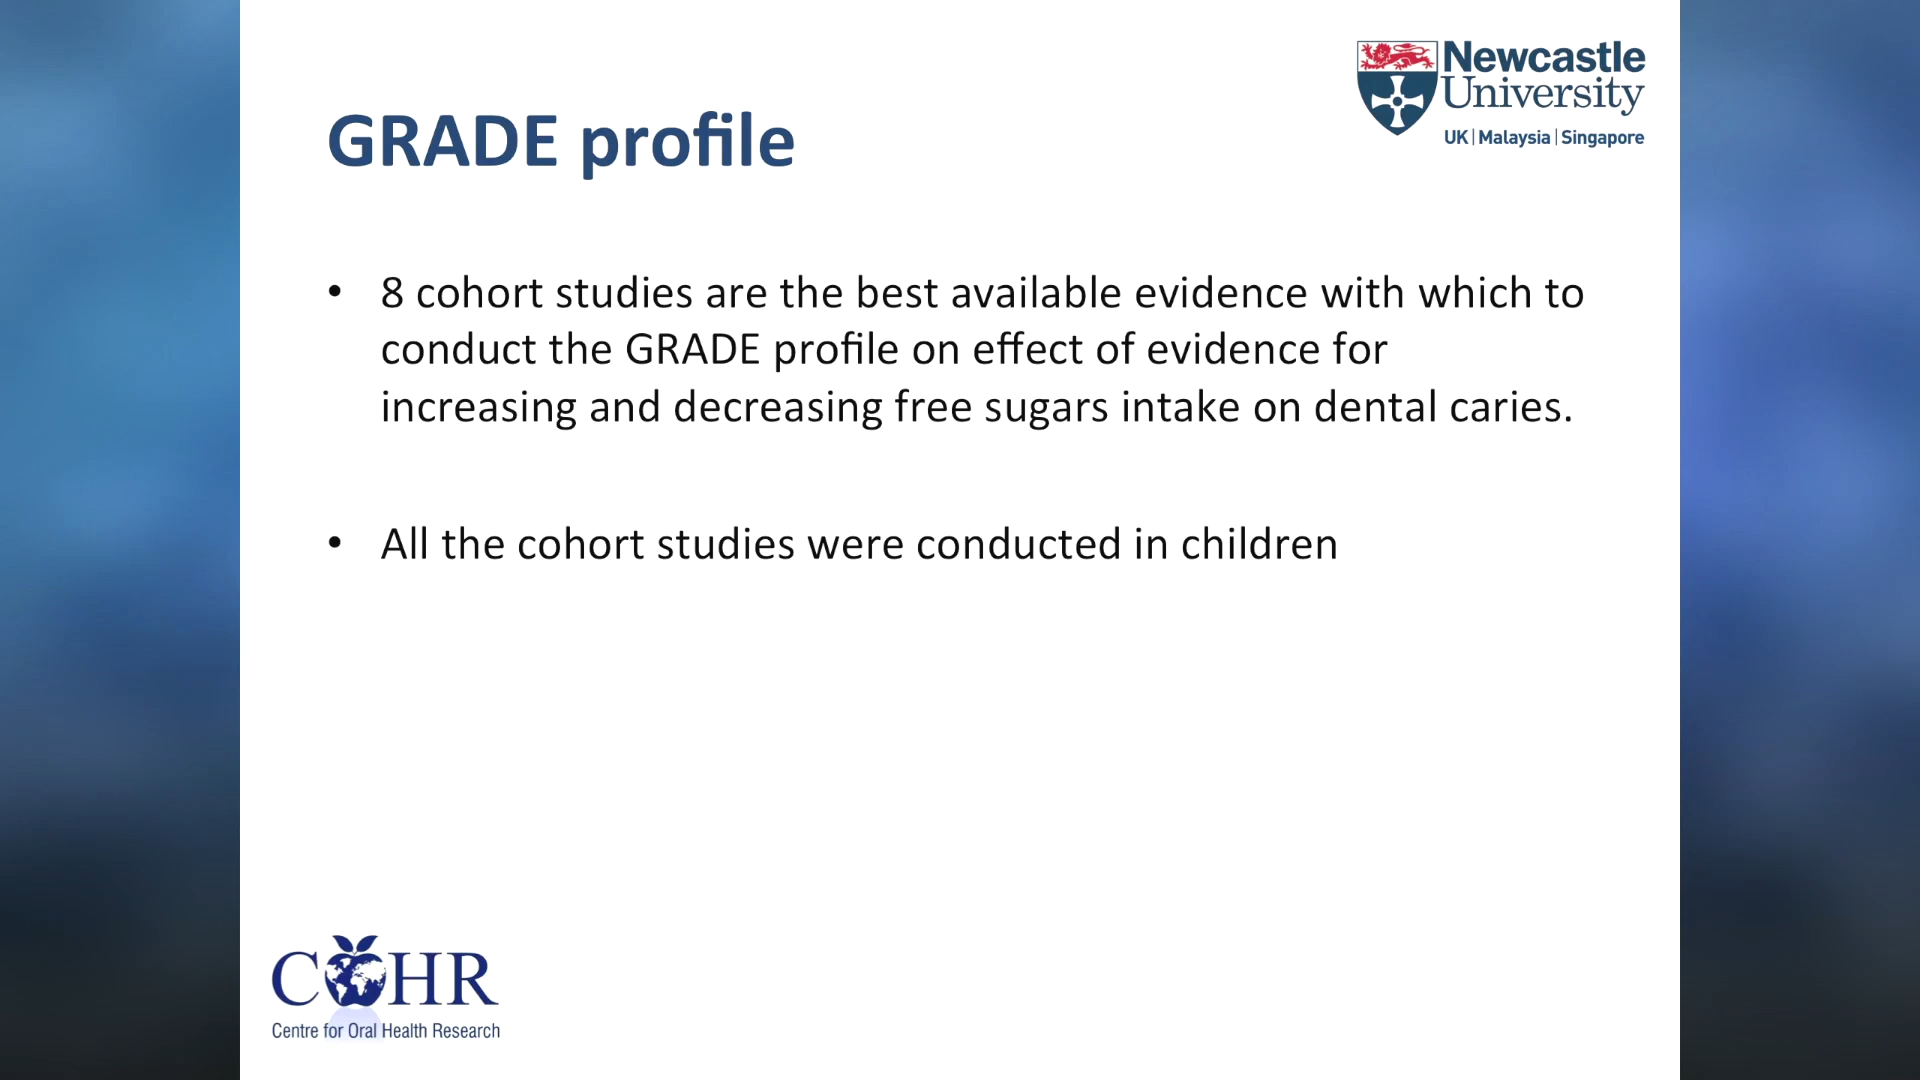 Newcastle
University
UK | Malaysia | Singapore
GRADE profile
• 8 cohort studies are the best available evidence with which to
conduct the GRADE profile on effect of evidence for
increasing and decreasing free sugars intake on dental caries.
• All the cohort studies were conducted in children
COHR
Centre for Oral Health Research